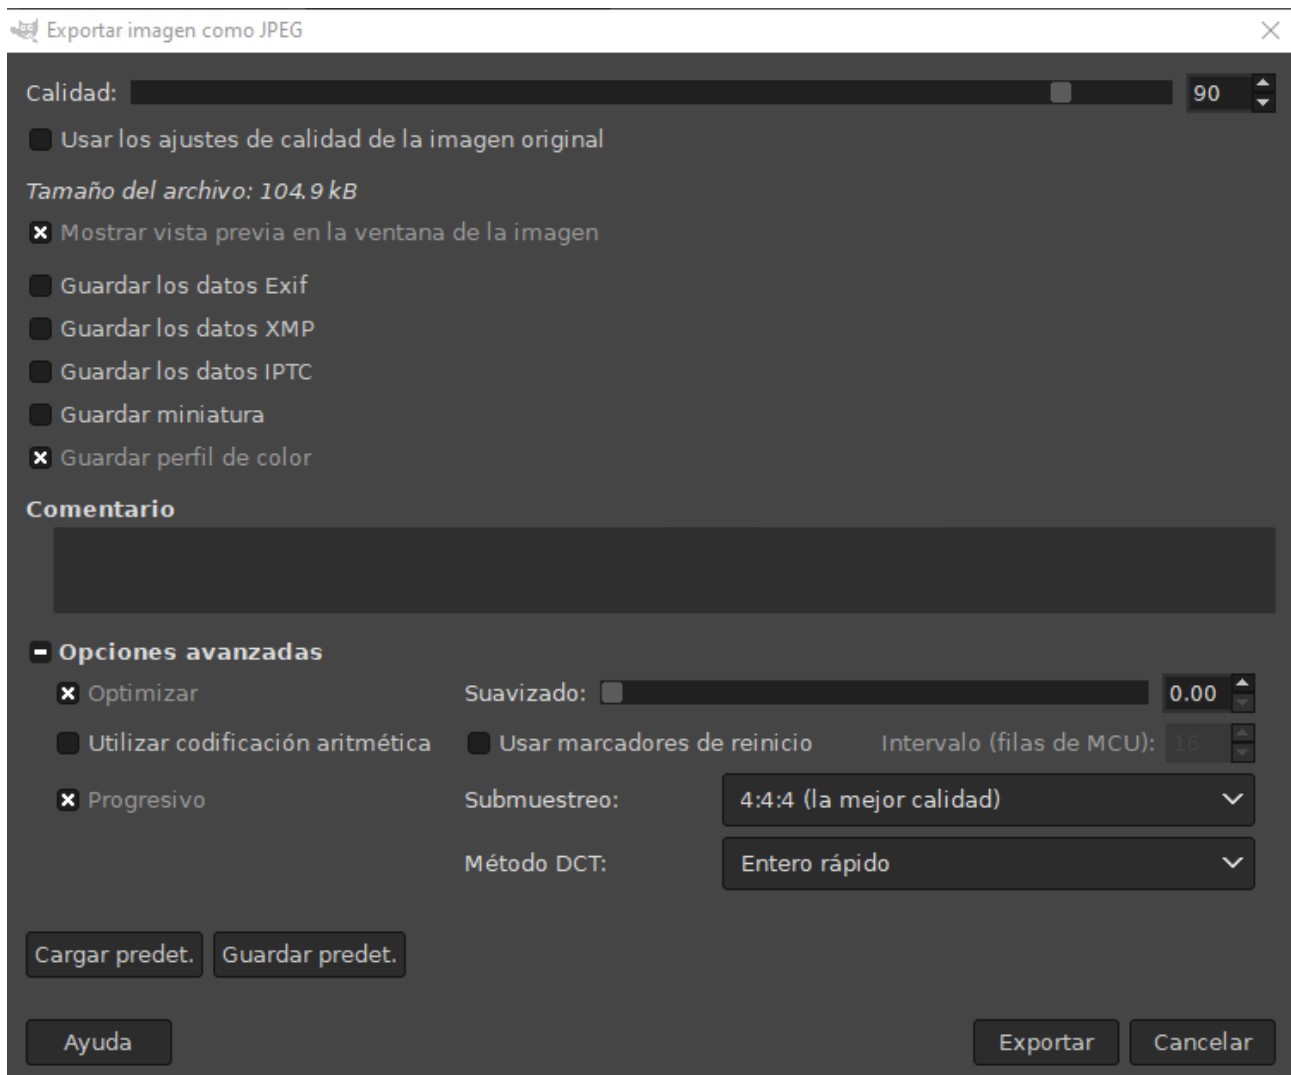 Exportar imagen como JPEG
Calidad: 90
Usar los ajustes de calidad de la imagen original
Tamaño del archivo: 104.9 kB
Mostrar vista previa en la ventana de la imagen
Guardar los datos Exif
Guardar los datos XMP
Guardar los datos IPTC
Guardar miniatura
Guardar perfil de color
Comentario
Opciones avanzadas
Optimizar Suavizado: 0.00
Utilizar codificación aritmética Usar marcadores de reinicio Intervalo (filas de MCU): 16
Progresivo Submuestreo: 4:4:4 (la mejor calidad)
Método DCT: Entero rápido
Cargar predet. Guardar predet.
Ayuda Exportar Cancelar